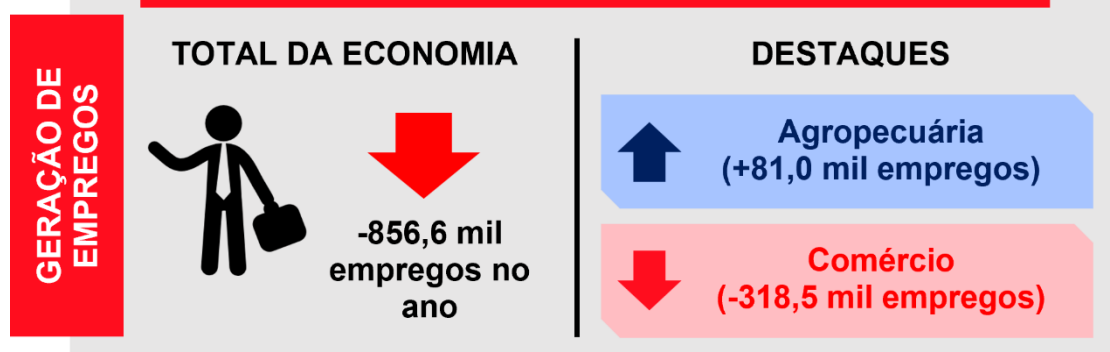 GERAÇÃO DE
EMPREGOS
TOTAL DA ECONOMIA
-856,6 mil
empregos no
ano
DESTAQUES
Agropecuária
(+81,0 mil empregos)
Comércio
(-318,5 mil empregos)